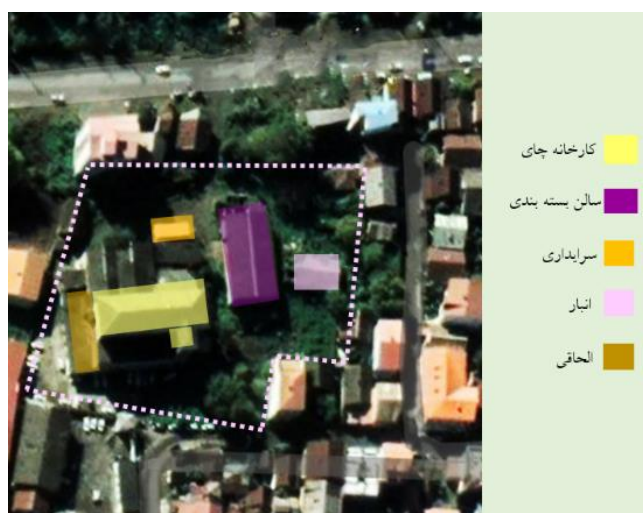 کارخانه چای
سالن بسته بندی
سرایداری
انبار
الحاقی